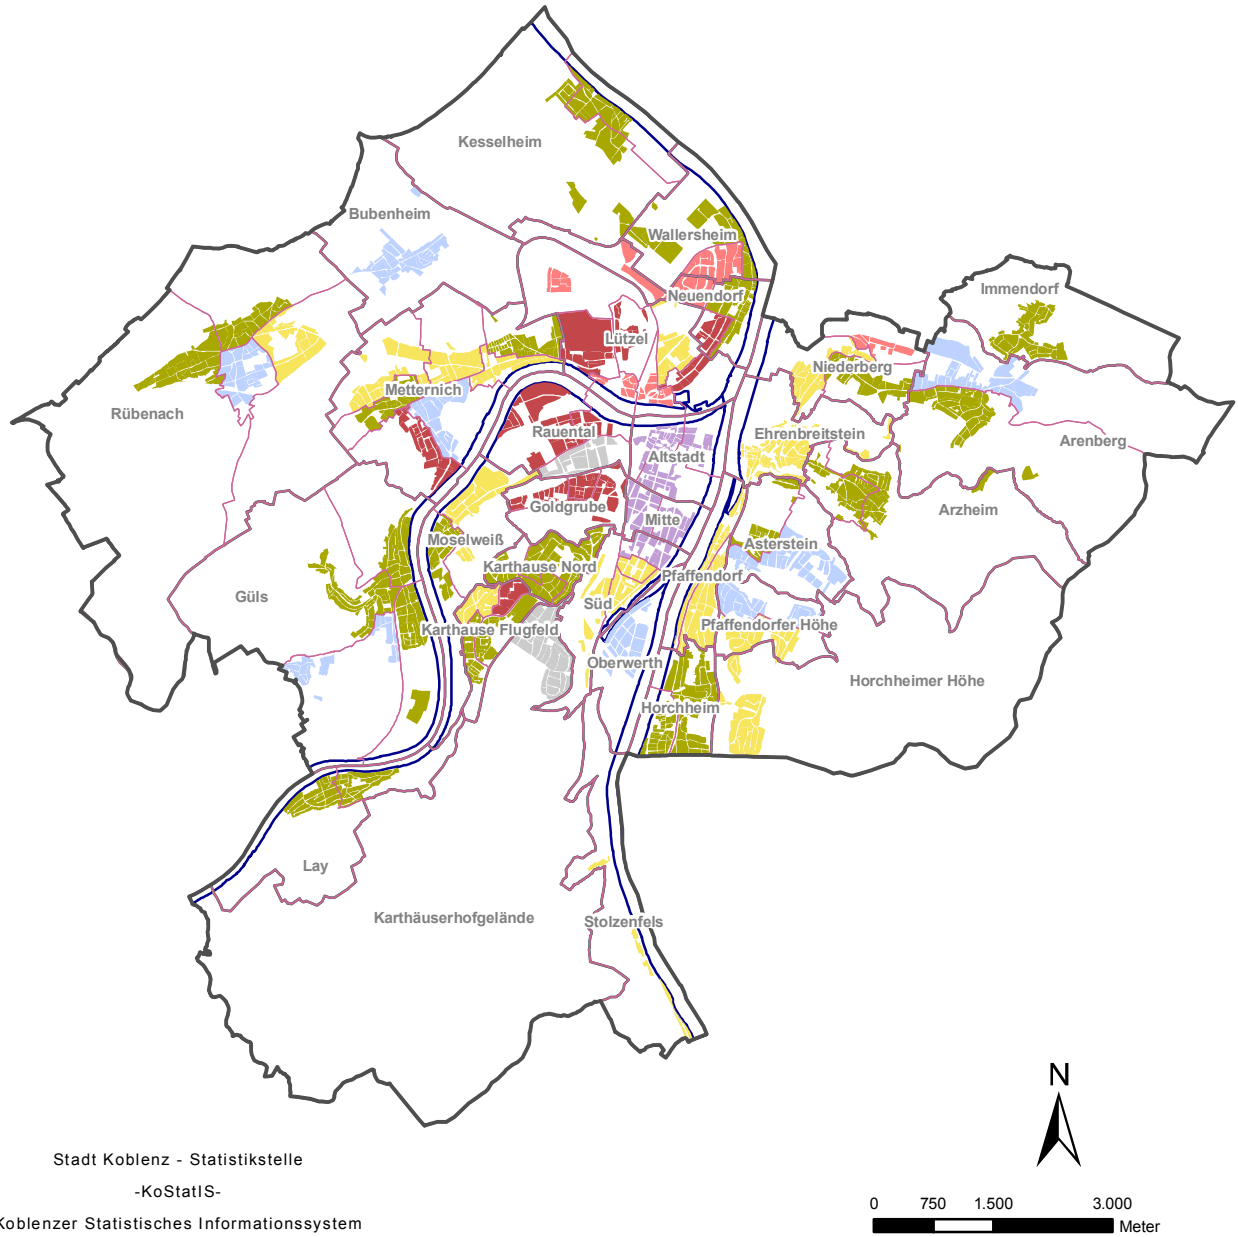 Kesselheim
Bubenheim
Wallersheim
Immendorf
Neuendorf
Lützel
Niederberg
Metternich
Rübenach
Rauental
Ehrenbreitstein
Arenberg
Altstadt
Goldgrube
Arzheim
Mitte
Moselweiß
Asterstein
Karthause Nord
Pfaffendorf
Güls
Süd
Pfaffendorfer Höhe
Karthause Flugfeld
Oberwerth
Horchheimer Höhe
Horchheim
Lay
Karthäuserhofgelände
Stolzenfels
N
Stadt Koblenz - Statistikstelle
-KoStatIS-
Koblenzer Statistisches Informationssystem
0 750 1.500 3.000
Meter